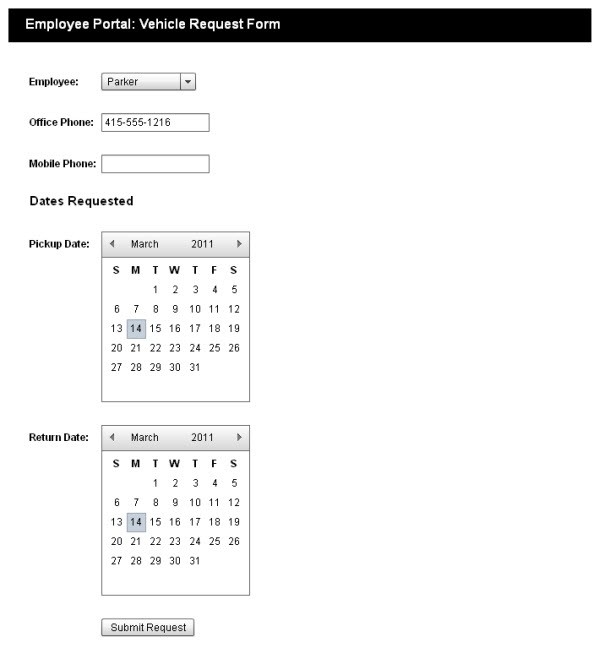 Employee Portal: Vehicle Request Form
Employee: Parker
Office Phone: 415-555-1216
Mobile Phone:
Dates Requested
Pickup Date: March 2011
S M T W T F S
1 2 3 4 5
6 7 8 9 10 11 12
13 14 15 16 17 18 19
20 21 22 23 24 25 26
27 28 29 30 31
Return Date: March 2011
S M T W T F S
1 2 3 4 5
6 7 8 9 10 11 12
13 14 15 16 17 18 19
20 21 22 23 24 25 26
27 28 29 30 31
Submit Request